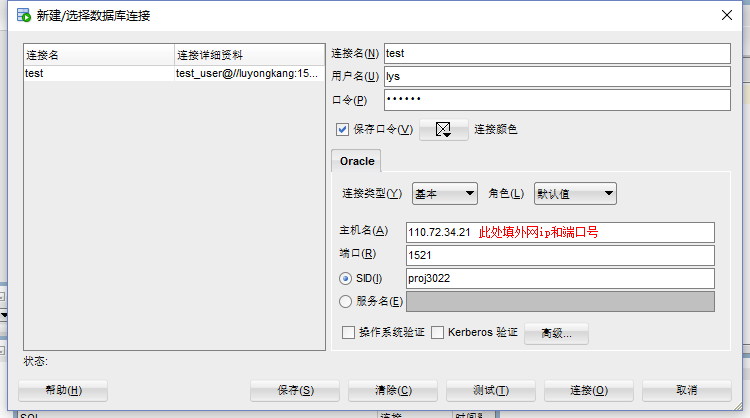 新建/选择数据库连接
连接名 连接详细资料
test test_user@//luyongkang:15...
连接名(N) test
用户名(U) lys
口令(P) ••••••
保存口令(V) 连接颜色
Oracle
连接类型(Y) 基本 角色(L) 默认值
主机名(A) 110.72.34.21 此处填外网ip和端口号
端口(R) 1521
SID(I) proj3022
服务名(E)
操作系统验证 Kerberos 验证 高级...
状态:
帮助(H) 保存(S) 清除(C) 测试(T) 连接(O) 取消
SQL 连接